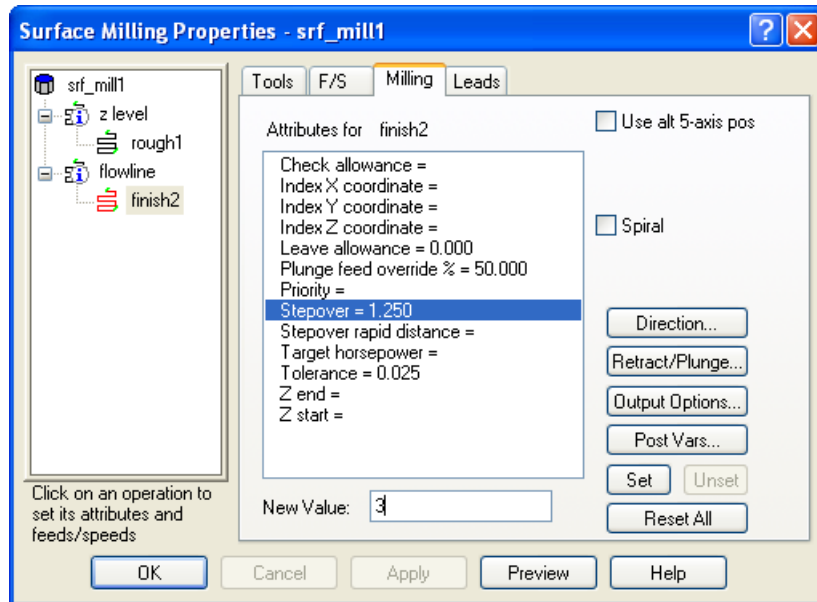 Surface Milling Properties - srf_mill1
srf_mill1
z level
rough1
flowline
finish2
Click on an operation to
set its attributes and
feeds/speeds
Tools F/S Milling Leads
Attributes for finish2
Check allowance =
Index X coordinate =
Index Y coordinate =
Index Z coordinate =
Leave allowance = 0.000
Plunge feed override % = 50.000
Priority =
Stepover = 1.250
Stepover rapid distance =
Target horsepower =
Tolerance = 0.025
Z end =
Z start =
New Value: 3
Use alt 5-axis pos
Spiral
Direction...
Retract/Plunge...
Output Options...
Post Vars...
Set Unset
Reset All
OK Cancel Apply Preview Help